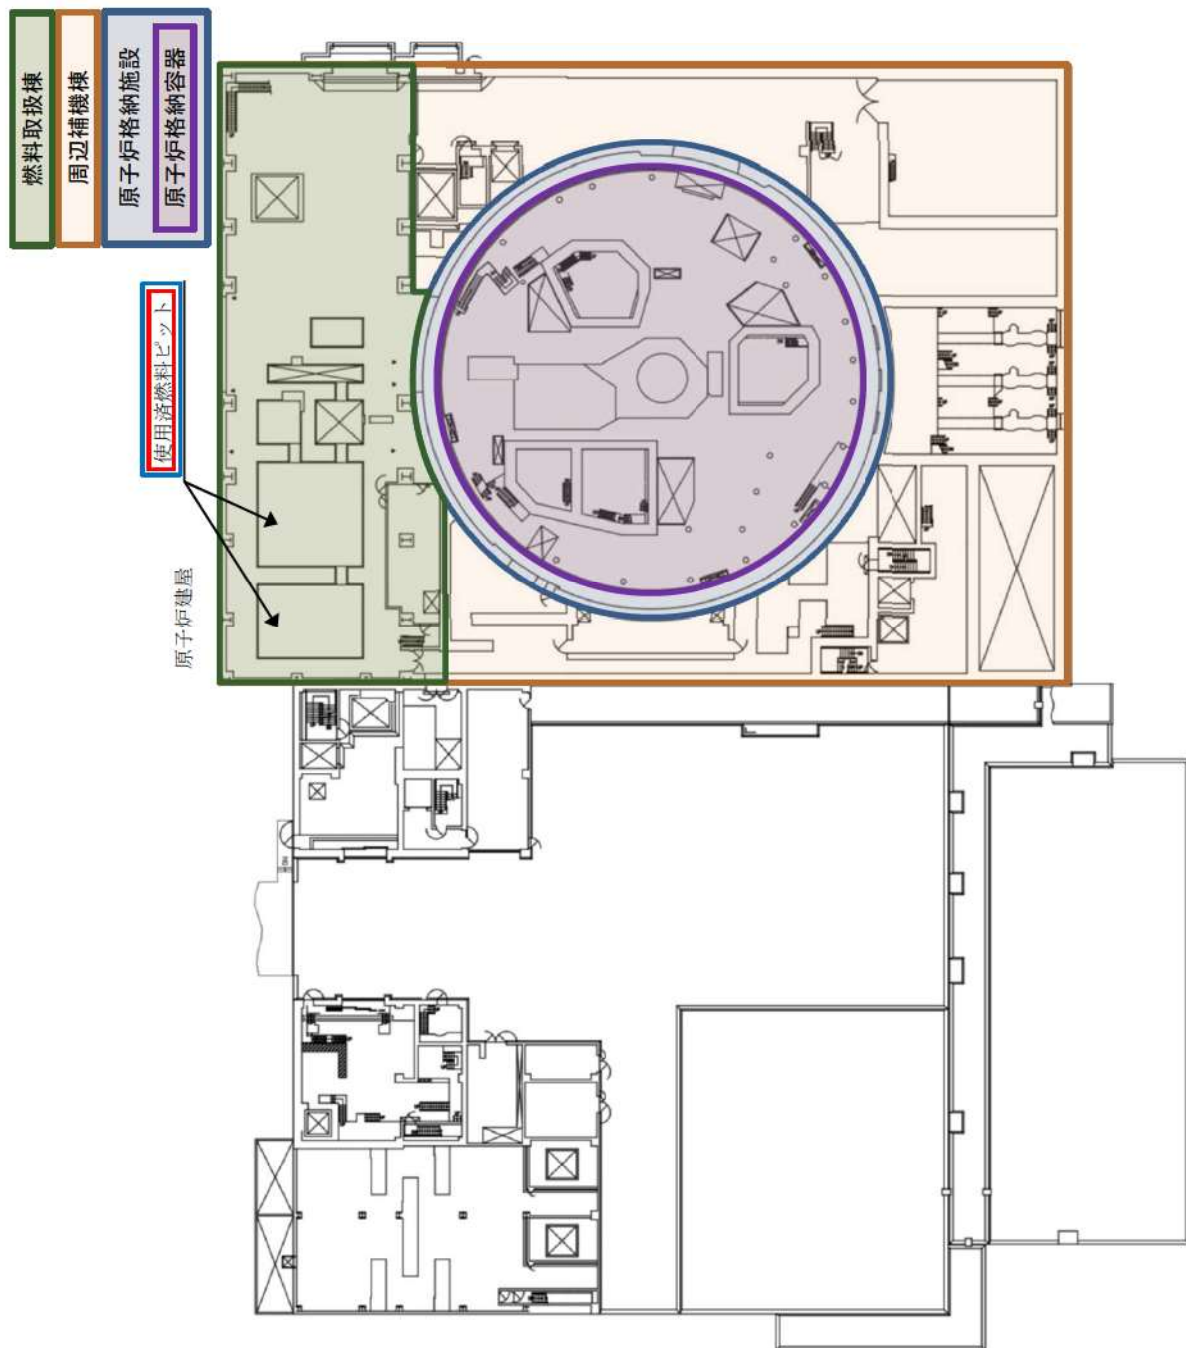 燃料取扱棟
周辺補機棟
原子炉格納施設
原子炉格納容器
使用済燃料ピット
原子炉建屋